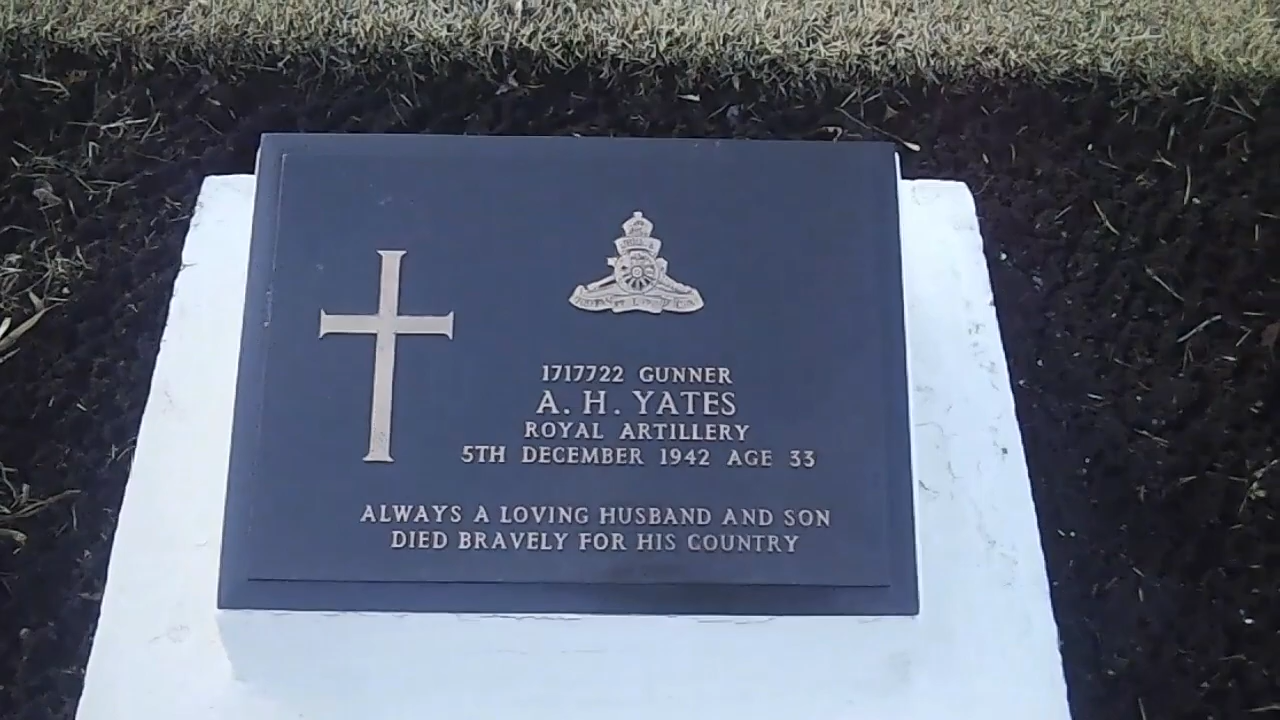 1717722 GUNNER
A. H. YATES
ROYAL ARTILLERY
5TH DECEMBER 1942 AGE 33
ALWAYS A LOVING HUSBAND AND SON
DIED BRAVELY FOR HIS COUNTRY